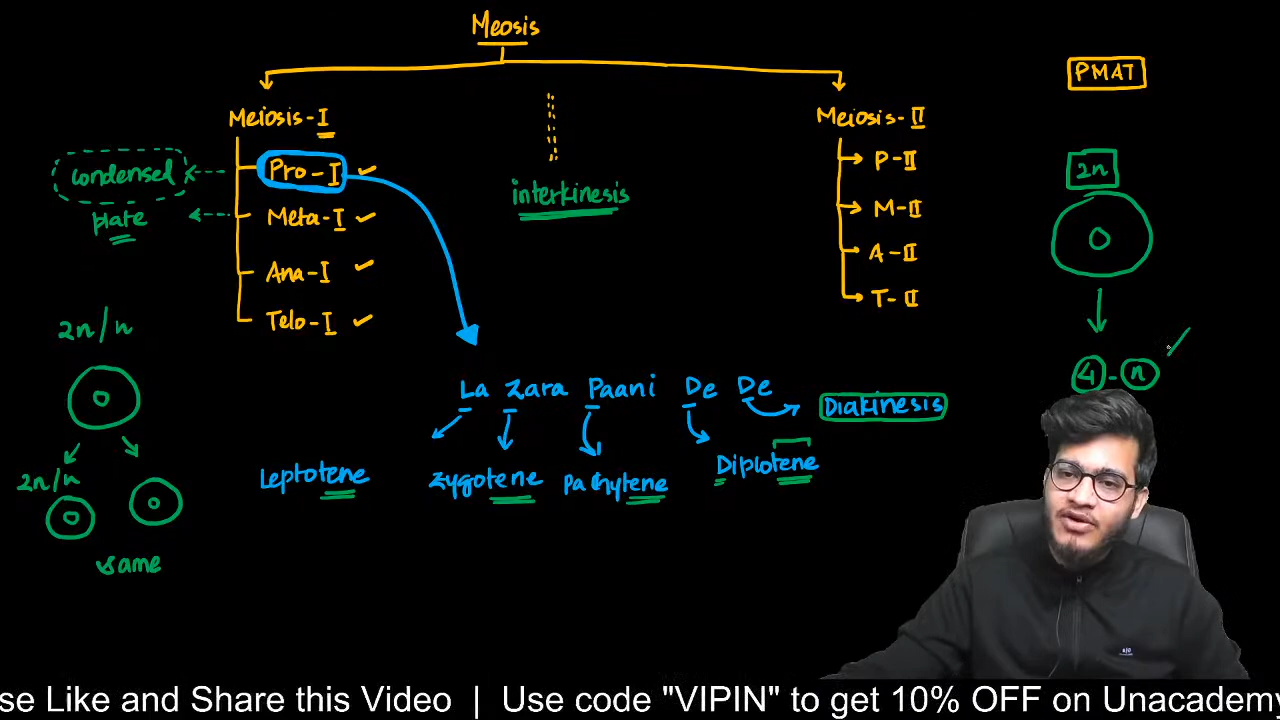 Meosis
PMAT
Meiosis-I
Meiosis-II
Condensed
Pro-I
P-II
2n
interkinesis
plate
Meta-I
M-II
Ana-I
A-II
Telo-I
T-II
2n/n
4-n
La Zara Paani De De
Diakinesis
Leptotene
Zygotene
Pachytene
Diplotene
2n/n
same
se Like and Share this Video | Use code "VIPIN" to get 10% OFF on Unacademy